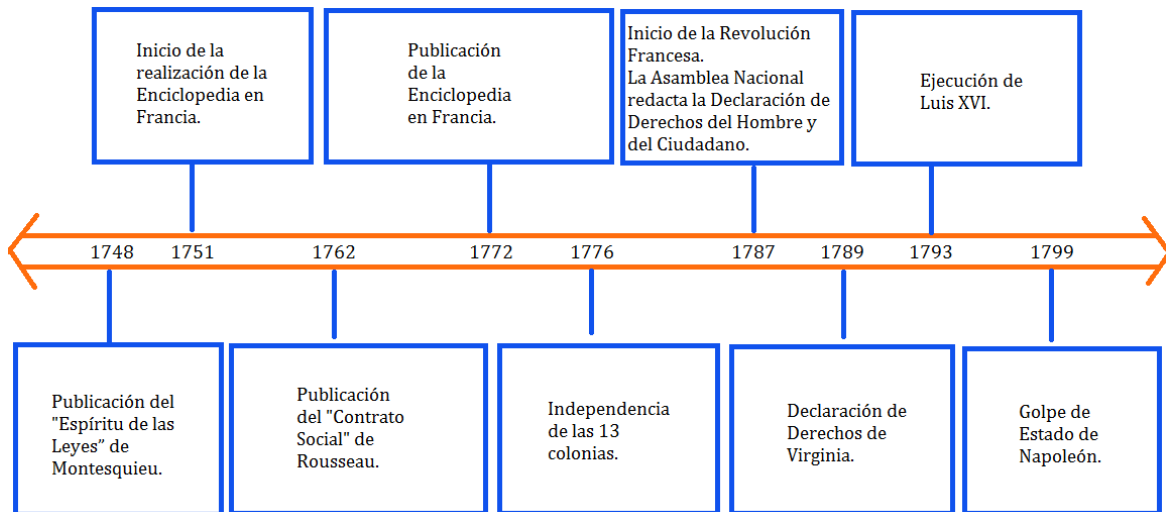 Inicio de la
realización de la
Enciclopedia en
Francia.
Publicación
de la
Enciclopedia
en Francia.
Inicio de la Revolución
Francesa.
La Asamblea Nacional
redacta la Declaración de
Derechos del Hombre y
del Ciudadano.
Ejecución de
Luis XVI.
1748 1751 1762 1772 1776 1787 1789 1793 1799
Publicación del
"Espíritu de las
Leyes” de
Montesquieu.
Publicación
del "Contrato
Social" de
Rousseau.
Independencia
de las 13
colonias.
Declaración de
Derechos de
Virginia.
Golpe de
Estado de
Napoleón.